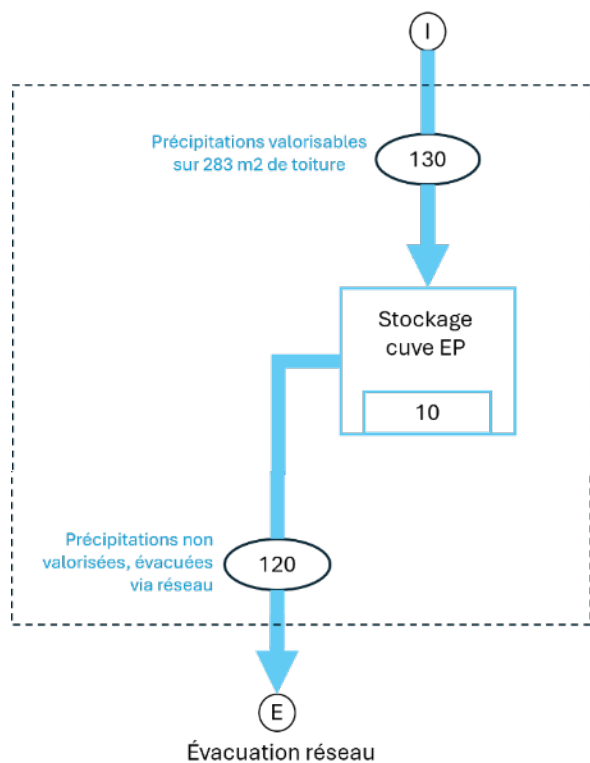 I
Précipitations valorisables
sur 283 m2 de toiture
130
Stockage
cuve EP
10
Précipitations non
valorisées, évacuées
via réseau
120
E
Évacuation réseau